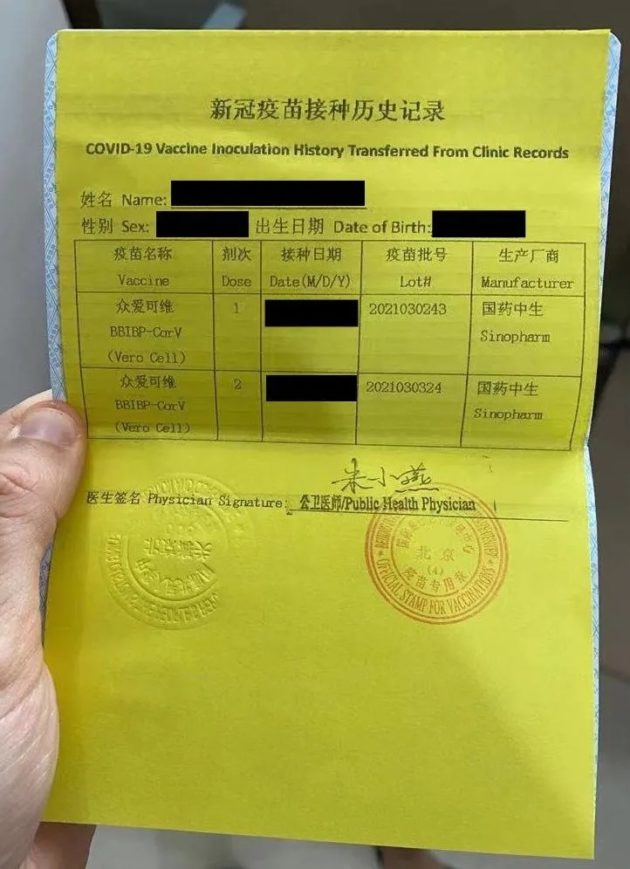 新冠疫苗接种历史记录
COVID-19 Vaccine Inoculation History Transferred From Clinic Records
姓名 Name:
性别 Sex: 出生日期 Date of Birth:
疫苗名称 剂次 接种日期 疫苗批号 生产厂商
Vaccine Dose Date(M/D/Y) Lot# Manufacturer
众爱可维 1 2021030243 国药中生
BBIBP-CorV Sinopharm
(Vero Cell)
众爱可维 2 2021030324 国药中生
BBIBP-CorV Sinopharm
(Vero Cell)
朱小燕
医生签名 Physician Signature: 公卫医师/Public Health Physician
北京
(4)
疫苗专用章
OFFICIAL STAMP FOR VACCINATIONS